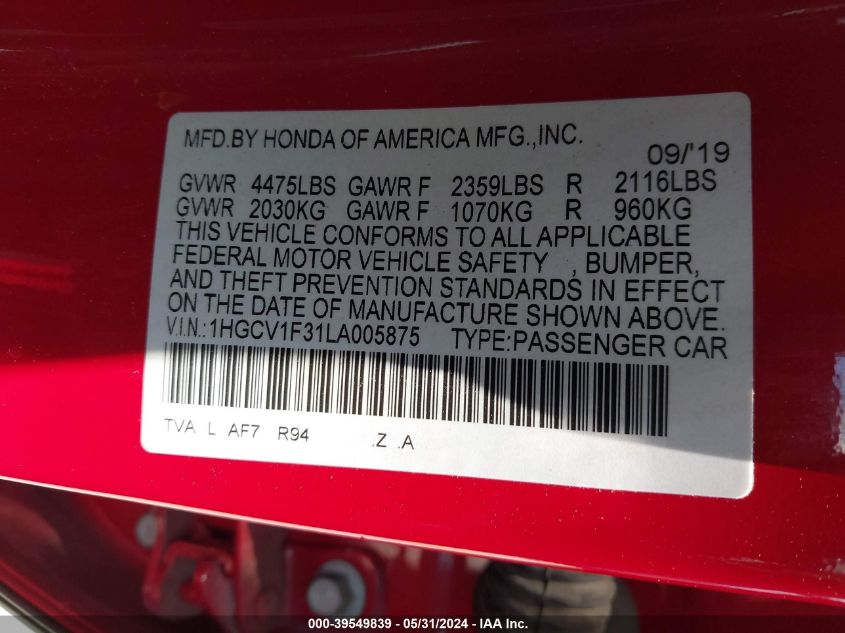 MFD.BY HONDA OF AMERICA MFG.,INC. 09/'19
GVWR 4475LBS GAWR F 2359LBS R 2116LBS
GVWR 2030KG GAWR F 1070KG R 960KG
THIS VEHICLE CONFORMS TO ALL APPLICABLE
FEDERAL MOTOR VEHICLE SAFETY , BUMPER,
AND THEFT PREVENTION STANDARDS IN EFFECT
ON THE DATE OF MANUFACTURE SHOWN ABOVE.
V.I.N.:1HGCV1F31LA005875 TYPE:PASSENGER CAR
TVA L AF7 R94 .Z .A
000-39549839 - 05/31/2024 - IAA Inc.